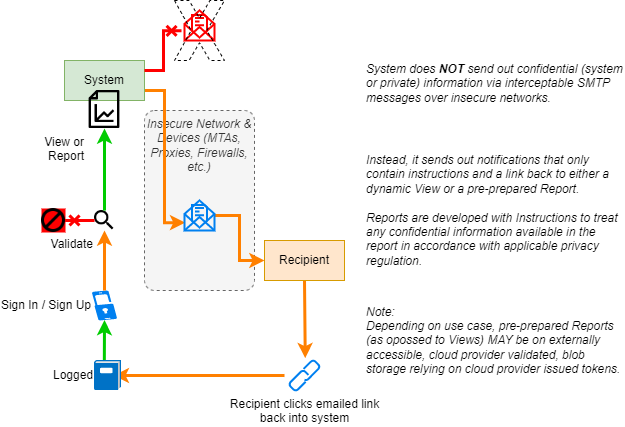 System
View or
Report
Insecure Network &
Devices (MTAs,
Proxies, Firewalls,
etc.)
Validate
Recipient
Sign In / Sign Up
Logged
Recipient clicks emailed link
back into system
System does NOT send out confidential (system
or private) information via interceptable SMTP
messages over insecure networks.
Instead, it sends out notifications that only
contain instructions and a link back to either a
dynamic View or a pre-prepared Report.
Reports are developed with Instructions to treat
any confidential information available in the
report in accordance with applicable privacy
regulation.
Note:
Depending on use case, pre-prepared Reports
(as opossed to Views) MAY be on externally
accessible, cloud provider validated, blob
storage relying on cloud provider issued tokens.